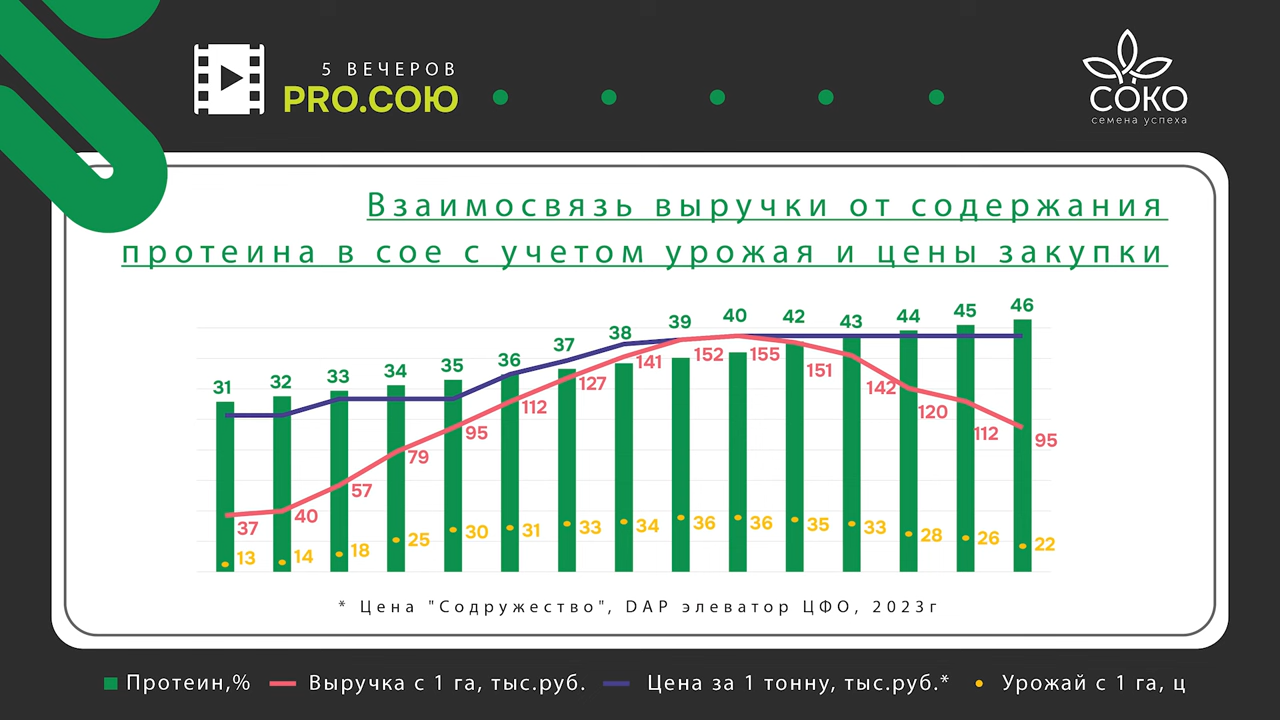 5 ВЕЧЕРОВ
PRO.СОЮ
СОКО
семена успеха
Взаимосвязь выручки от содержания
протеина в сое с учетом урожая и цены закупки
31 32 33 34 35 36 37 38 39 40 42 43 44 45 46
37 40 57 79 95 112 127 141 152 155 151 142 120 112 95
13 14 18 25 30 31 33 34 36 36 35 33 28 26 22
* Цена "Содружество", DAP элеватор ЦФО, 2023г
Протеин,% Выручка с 1 га, тыс.руб. Цена за 1 тонну, тыс.руб.* Урожай с 1 га, ц